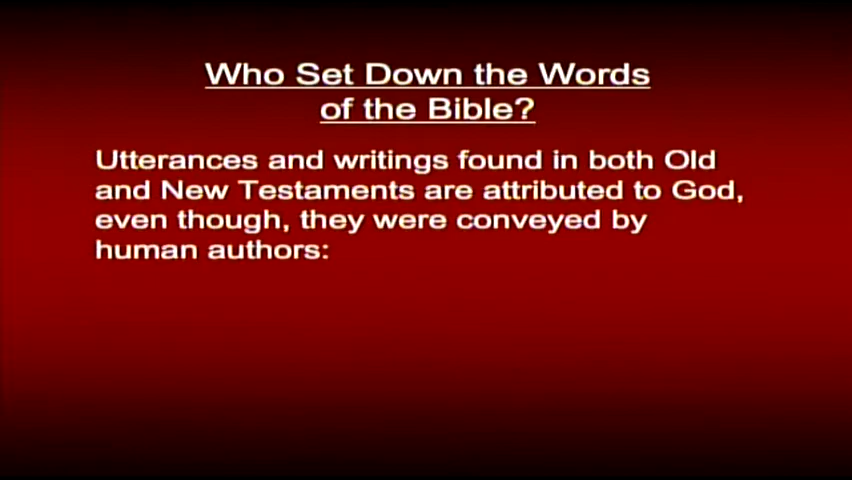 Who Set Down the Words
of the Bible?
Utterances and writings found in both Old
and New Testaments are attributed to God,
even though, they were conveyed by
human authors: